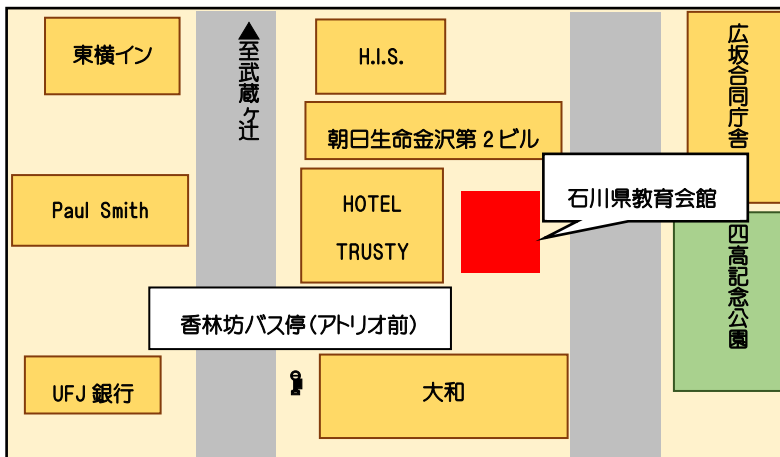 東横イン
▲至武蔵ヶ辻
H.I.S.
広坂合同庁舎
朝日生命金沢第2ビル
石川県教育会館
Paul Smith
HOTEL
TRUSTY
四高記念公園
香林坊バス停(アトリオ前)
UFJ銀行
大和